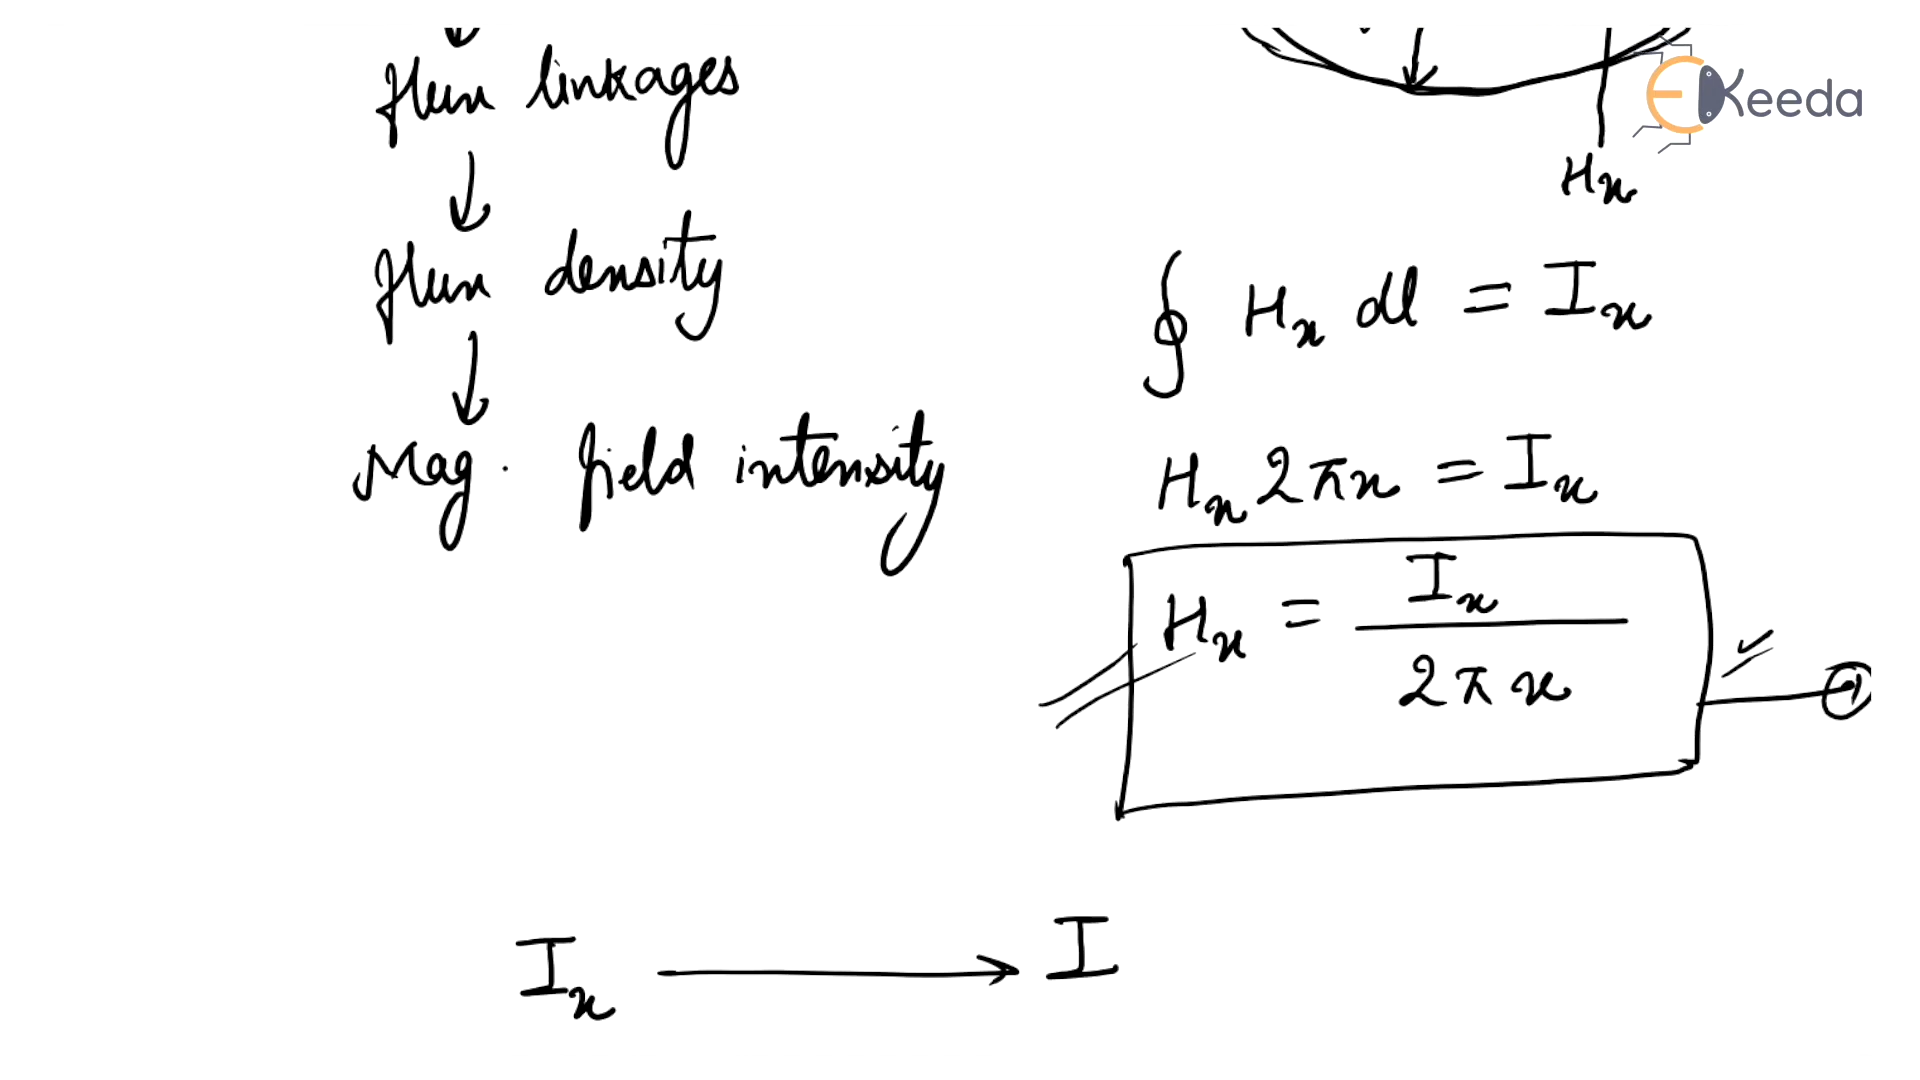 flux linkages
↓
flux density
↓
Mag. field intensity
EKeeda
Hx
∮ Hx dl = Ix
Hx 2πx = Ix
Hx = Ix / 2πx
①
Ix → I